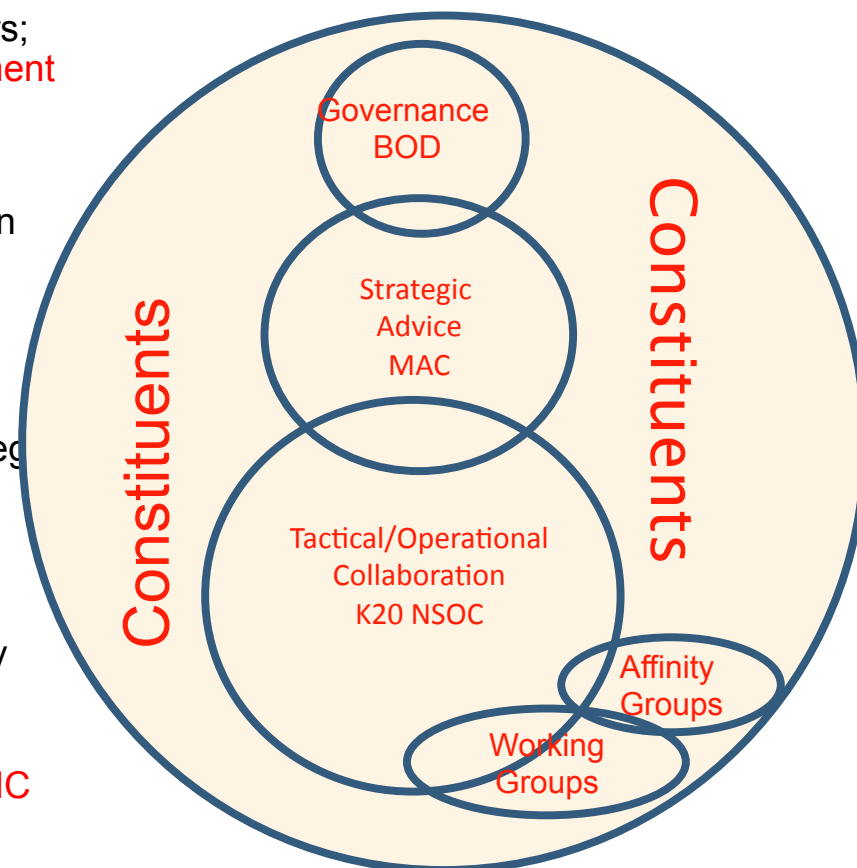 Governance
BOD
Strategic
Advice
MAC
Constituents
Constituents
Tactical/Operational
Collaboration
K20 NSOC
Affinity
Groups
Working
Groups